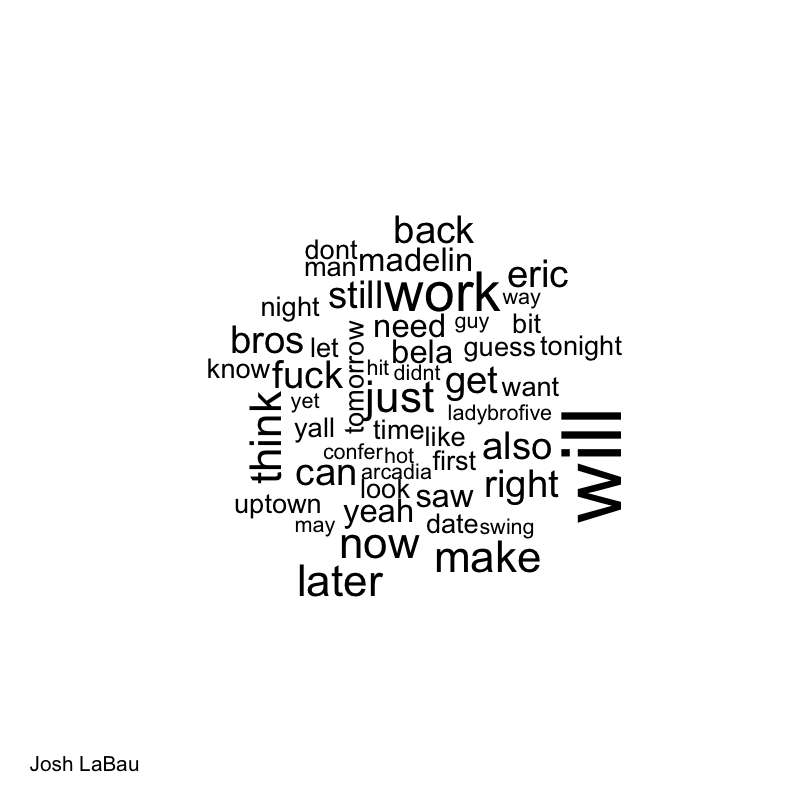 back
dont
man madelin
eric
still work way
night
need guy bit
bros let
tomorrow
bela guess tonight
know fuck hit didnt
get want
yet just
ladybrofive
think
yall time like
also
will
confer hot first
can arcadia
look saw right
uptown
yeah
may date swing
now make
later
Josh LaBau